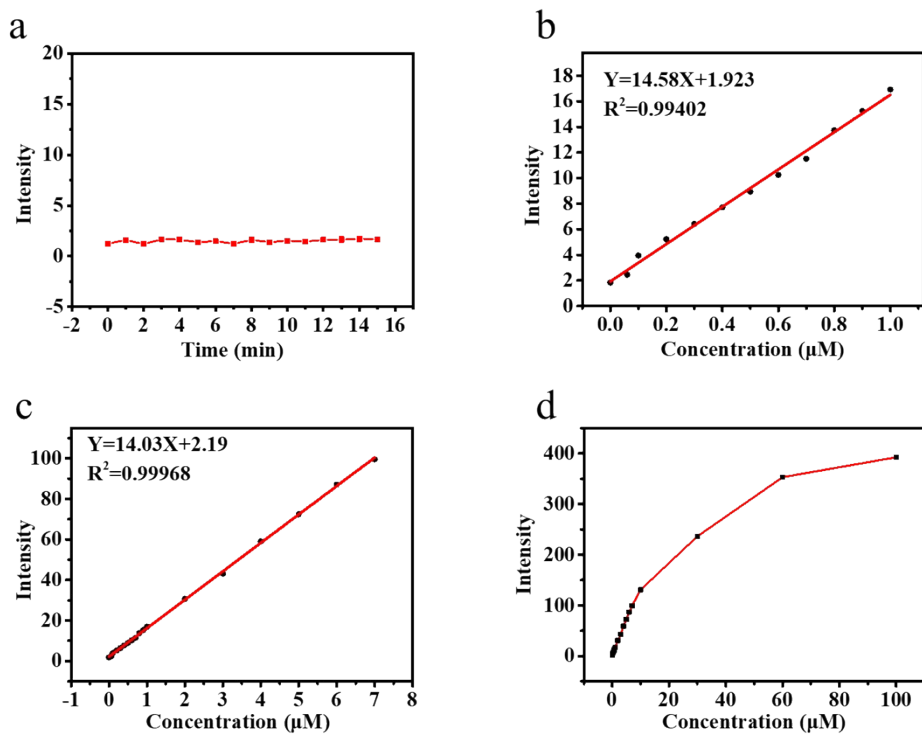 a
20
15
10
5
0
-5
Intensity
-2 0 2 4 6 8 10 12 14 16
Time (min)
b
Y=14.58X+1.923
R²=0.99402
18
16
14
12
10
8
6
4
2
0
Intensity
0.0 0.2 0.4 0.6 0.8 1.0
Concentration (μM)
c
Y=14.03X+2.19
R²=0.99968
100
80
60
40
20
0
Intensity
-1 0 1 2 3 4 5 6 7 8
Concentration (μM)
d
400
300
200
100
0
Intensity
0 20 40 60 80 100
Concentration (μM)